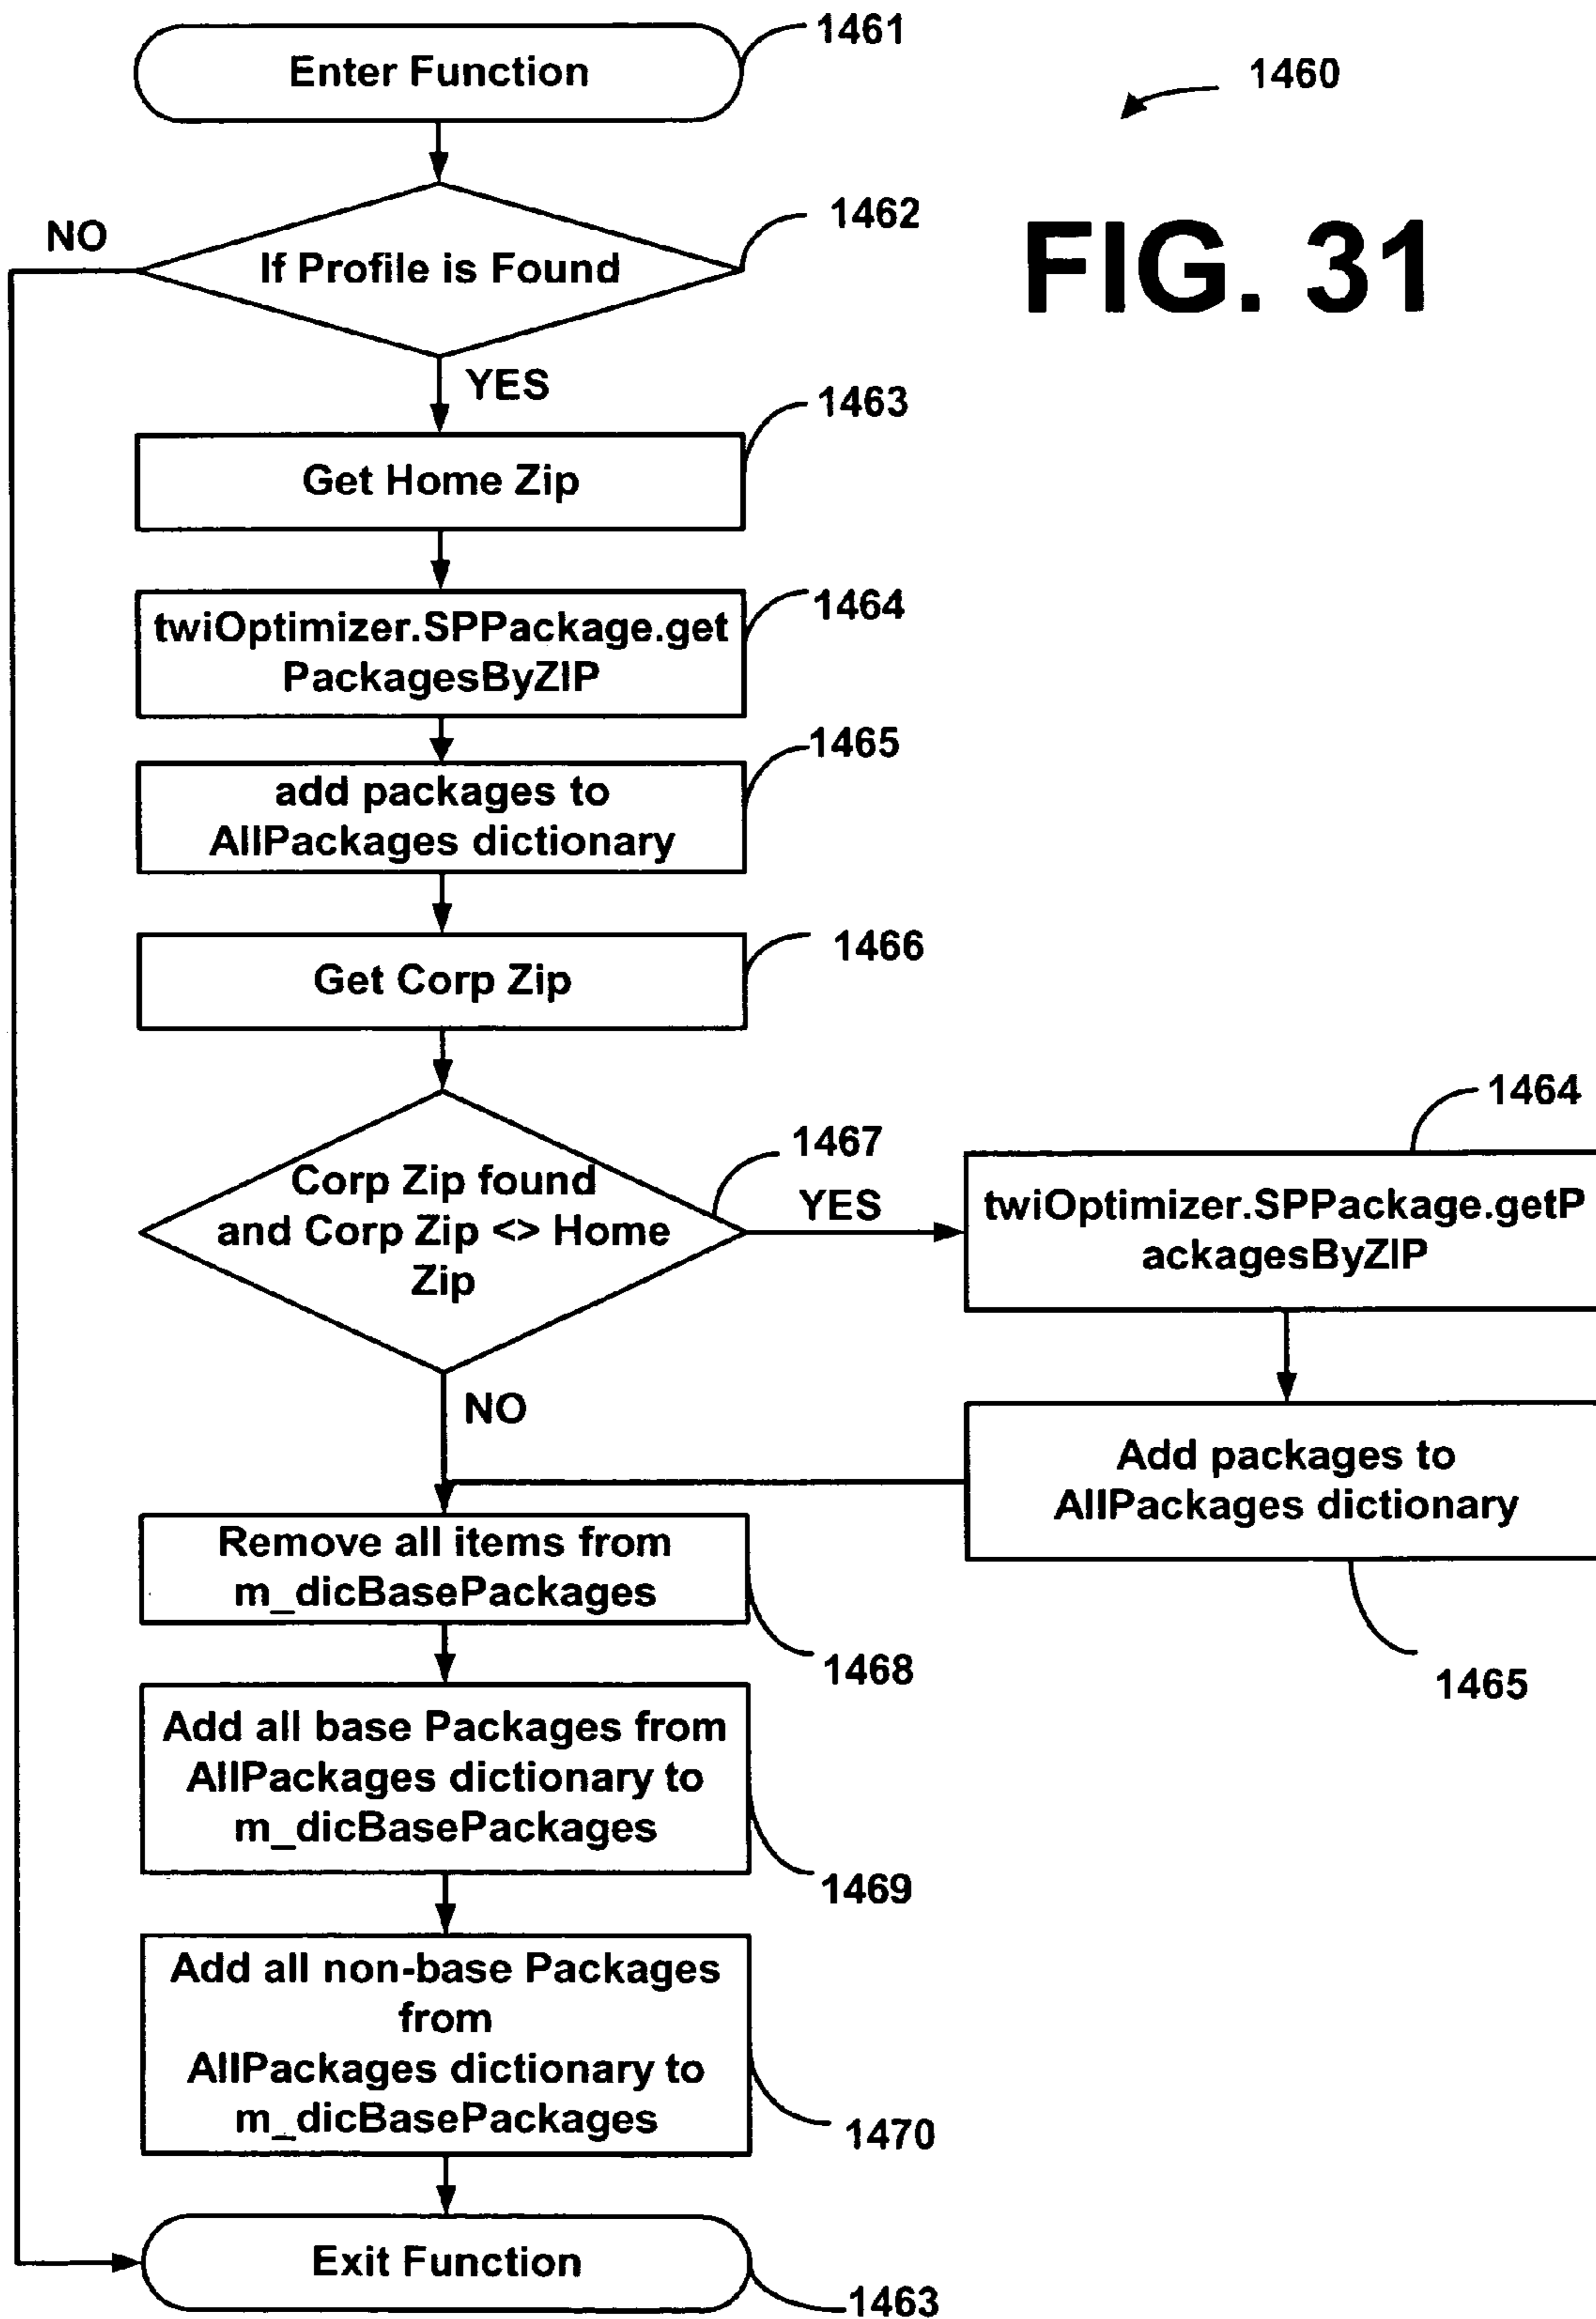 1461
Enter Function
1460
FIG. 31
1462
NO
If Profile is Found
YES
1463
Get Home Zip
1464
twiOptimizer.SPPackage.get
PackagesByZIP
1465
add packages to
AllPackages dictionary
1466
Get Corp Zip
1467
Corp Zip found
and Corp Zip <> Home
Zip
YES
1464
twiOptimizer.SPPackage.getP
ackagesByZIP
NO
Add packages to
AllPackages dictionary
1465
Remove all items from
m_dicBasePackages
1468
Add all base Packages from
AllPackages dictionary to
m_dicBasePackages
1469
Add all non-base Packages
from
AllPackages dictionary to
m_dicBasePackages
1470
Exit Function
1463